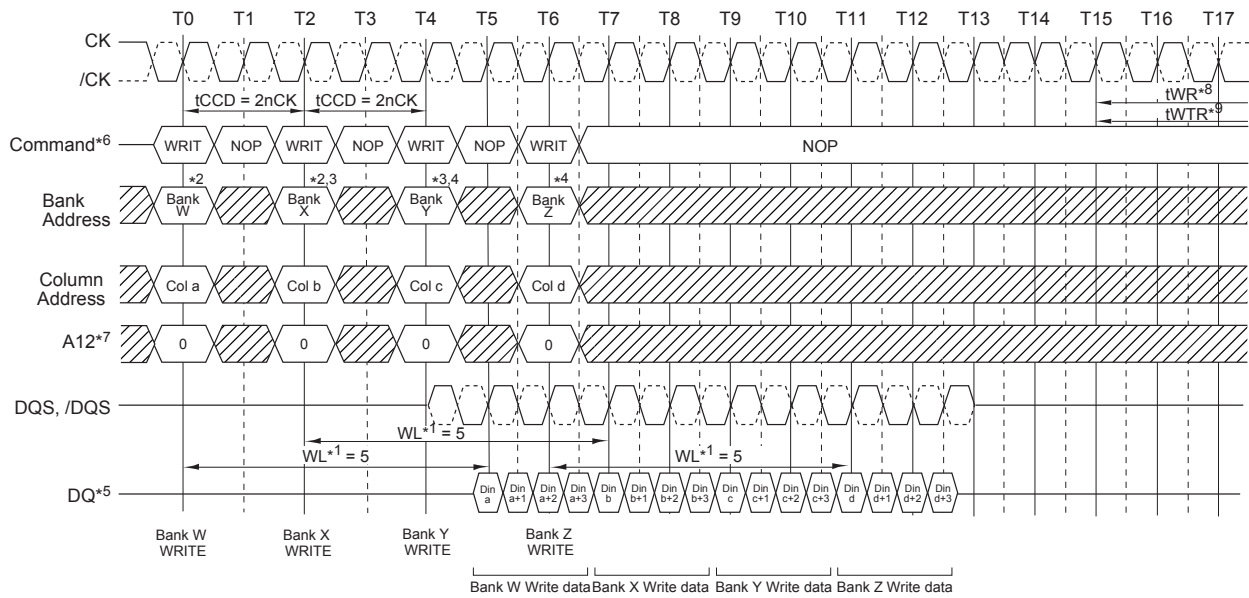 T0 T1 T2 T3 T4 T5 T6 T7 T8 T9 T10 T11 T12 T13 T14 T15 T16 T17
CK
/CK
tCCD = 2nCK tCCD = 2nCK tWR*8
tWTR*9
Command*6 WRIT NOP WRIT NOP WRIT NOP WRIT NOP
*2 *2,3 *3,4 *4
Bank Address Bank W Bank X Bank Y Bank Z
Column Address Col a Col b Col c Col d
A12*7 0 0 0 0
DQS, /DQS
WL*1 = 5
WL*1 = 5 WL*1 = 5
DQ*5 Din a Din a+1 Din a+2 Din a+3 Din b Din b+1 Din b+2 Din b+3 Din c Din c+1 Din c+2 Din c+3 Din d Din d+1 Din d+2 Din d+3
Bank W WRITE Bank X WRITE Bank Y WRITE Bank Z WRITE
Bank W Write data Bank X Write data Bank Y Write data Bank Z Write data